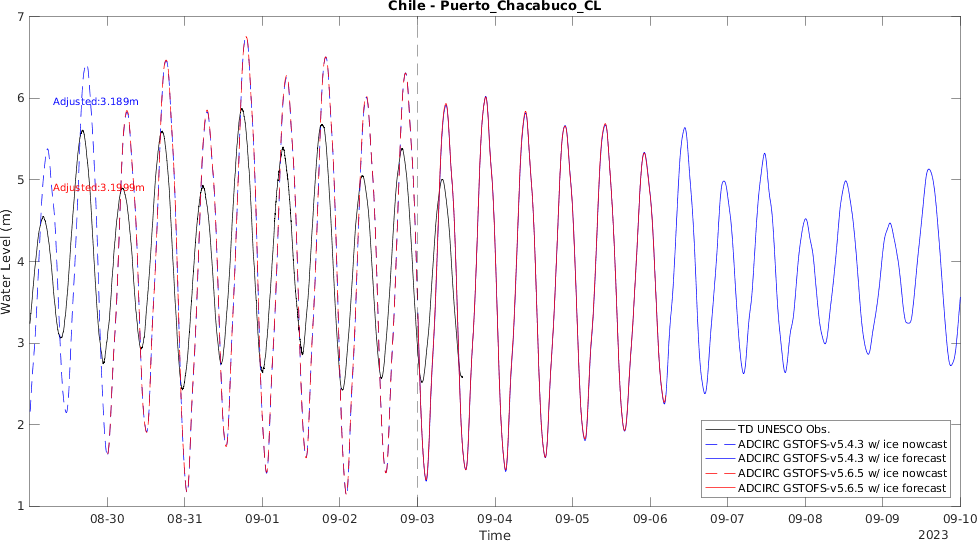 Chile - Puerto_Chacabuco_CL
7
6
5
4
3
2
1
Water Level (m)
Adjusted:3.189m
Adjusted:3.1909m
TD UNESCO Obs.
ADCIRC GSTOFS-v5.4.3 w/ ice nowcast
ADCIRC GSTOFS-v5.4.3 w/ ice forecast
ADCIRC GSTOFS-v5.6.5 w/ ice nowcast
ADCIRC GSTOFS-v5.6.5 w/ ice forecast
08-30 08-31 09-01 09-02 09-03 09-04 09-05 09-06 09-07 09-08 09-09 09-10
Time
2023